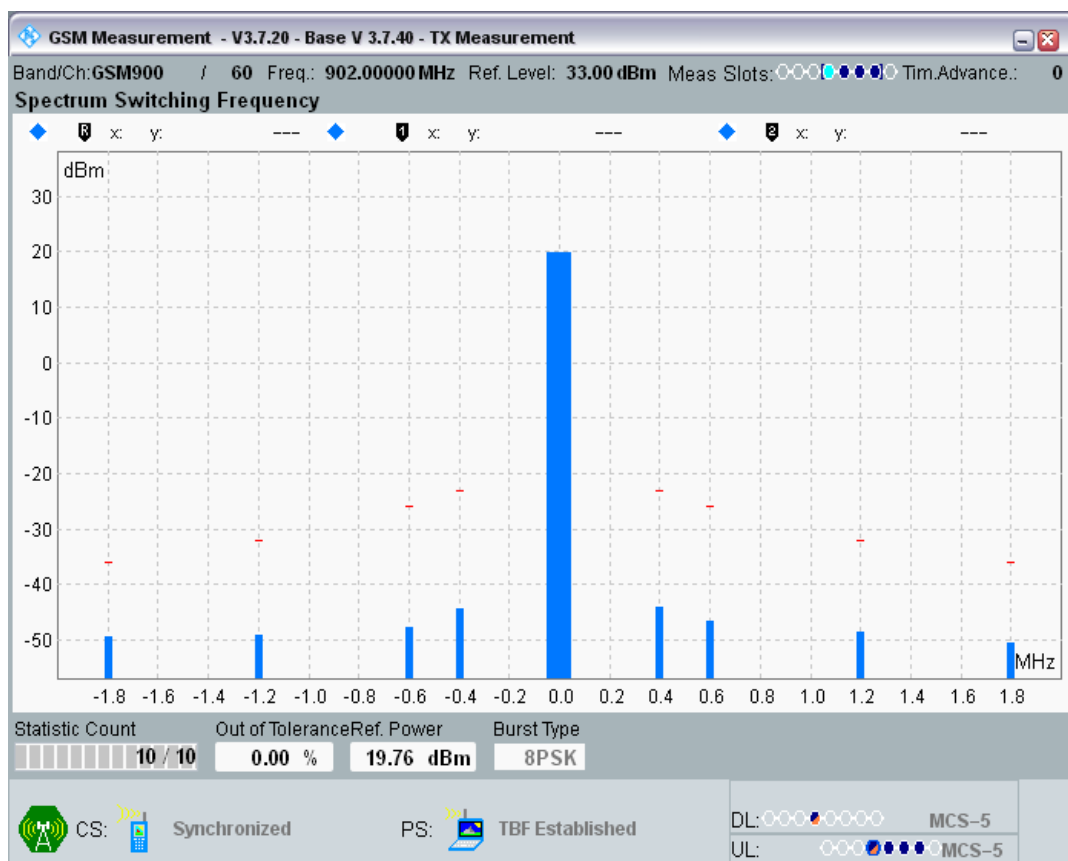 GSM Measurement - V3.7.20 - Base V 3.7.40 - TX Measurement
Band/Ch:GSM900 / 60 Freq.: 902.00000 MHz Ref. Level: 33.00 dBm Meas Slots: Tim.Advance.: 0
Spectrum Switching Frequency
R x: y: --- 1 x: y: --- 2 x: y: ---
dBm
30
20
10
0
-10
-20
-30
-40
-50
MHz
-1.8 -1.6 -1.4 -1.2 -1.0 -0.8 -0.6 -0.4 -0.2 0.0 0.2 0.4 0.6 0.8 1.0 1.2 1.4 1.6 1.8
Statistic Count Out of Tolerance Ref. Power Burst Type
10 / 10 0.00 % 19.76 dBm 8PSK
CS: Synchronized PS: TBF Established DL: MCS-5
UL: MCS-5